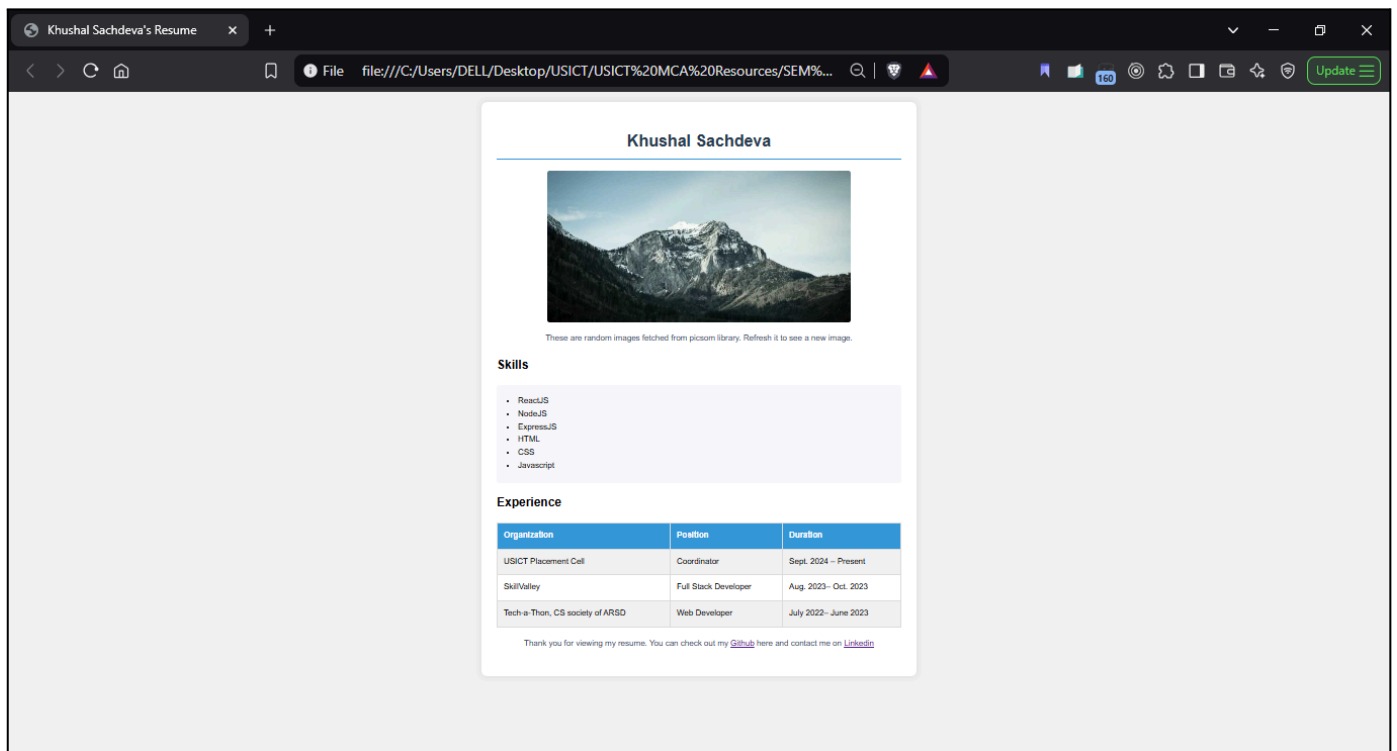 Khushal Sachdeva's Resume
File file:///C:/Users/DELL/Desktop/USICT/USICT%20MCA%20Resources/SEM%...
160
Update
Khushal Sachdeva
These are random images fetched from picsom library. Refresh it to see a new image.
Skills
• ReactJS
• NodeJS
• ExpressJS
• HTML
• CSS
• Javascript
Experience
Organization Position Duration
USICT Placement Cell Coordinator Sept. 2024 – Present
SkillValley Full Stack Developer Aug. 2023– Oct. 2023
Tech-a-Thon, CS society of ARSD Web Developer July 2022– June 2023
Thank you for viewing my resume. You can check out my Github here and contact me on Linkedin